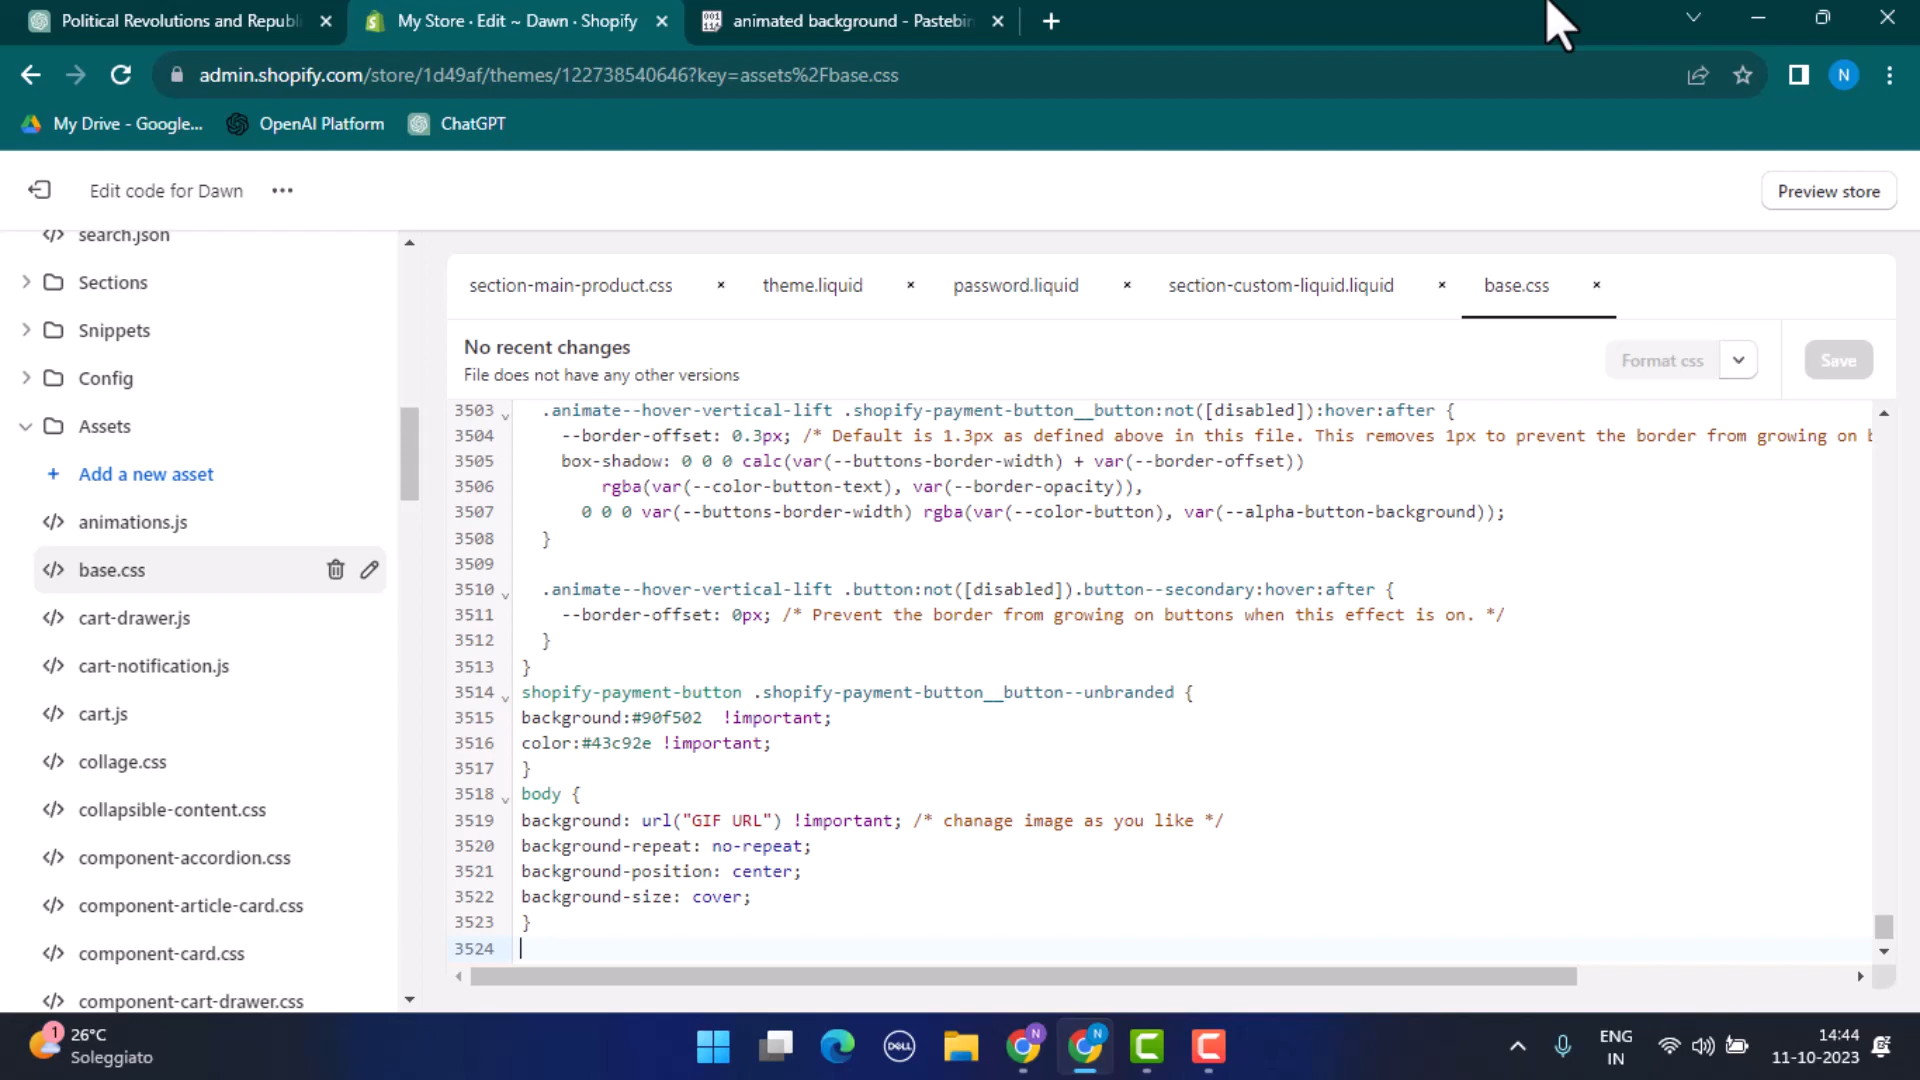 Political Revolutions and Republi
My Store · Edit ~ Dawn · Shopify
animated background - Pastebin
admin.shopify.com/store/1d49af/themes/122738540646?key=assets%2Fbase.css
N
My Drive - Google...
OpenAI Platform
ChatGPT
Edit code for Dawn
Preview store
search.json
Sections
Snippets
Config
Assets
+ Add a new asset
animations.js
base.css
cart-drawer.js
cart-notification.js
cart.js
collage.css
collapsible-content.css
component-accordion.css
component-article-card.css
component-card.css
component-cart-drawer.css
section-main-product.css
theme.liquid
password.liquid
section-custom-liquid.liquid
base.css
No recent changes
File does not have any other versions
Format css
Save
3503 .animate--hover-vertical-lift .shopify-payment-button__button:not([disabled]):hover:after {
3504 --border-offset: 0.3px; /* Default is 1.3px as defined above in this file. This removes 1px to prevent the border from growing on b
3505 box-shadow: 0 0 0 calc(var(--buttons-border-width) + var(--border-offset))
3506 rgba(var(--color-button-text), var(--border-opacity)),
3507 0 0 0 var(--buttons-border-width) rgba(var(--color-button), var(--alpha-button-background));
3508 }
3509
3510 .animate--hover-vertical-lift .button:not([disabled]).button--secondary:hover:after {
3511 --border-offset: 0px; /* Prevent the border from growing on buttons when this effect is on. */
3512 }
3513 }
3514 shopify-payment-button .shopify-payment-button__button--unbranded {
3515 background:#90f502  !important;
3516 color:#43c92e !important;
3517 }
3518 body {
3519 background: url("GIF URL") !important; /* chanage image as you like */
3520 background-repeat: no-repeat;
3521 background-position: center;
3522 background-size: cover;
3523 }
3524
1
26°C
Soleggiato
DELL
N
N
ENG
IN
14:44
11-10-2023